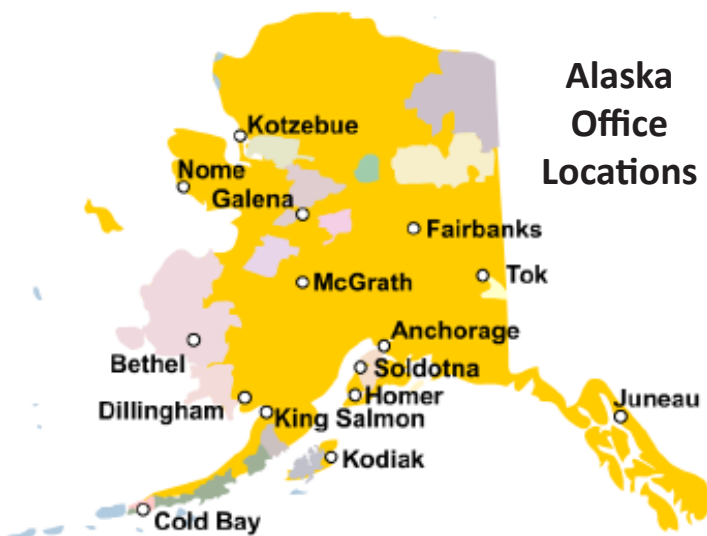 Alaska
Office
Locations
Kotzebue
Nome
Galena
Fairbanks
Tok
McGrath
Anchorage
Bethel
Soldotna
Dillingham
Homer
King Salmon
Juneau
Kodiak
Cold Bay